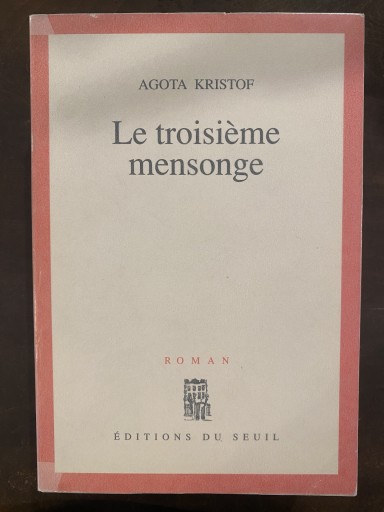 AGOTA KRISTOF
Le troisième
mensonge
ROMAN
ÉDITIONS DU SEUIL